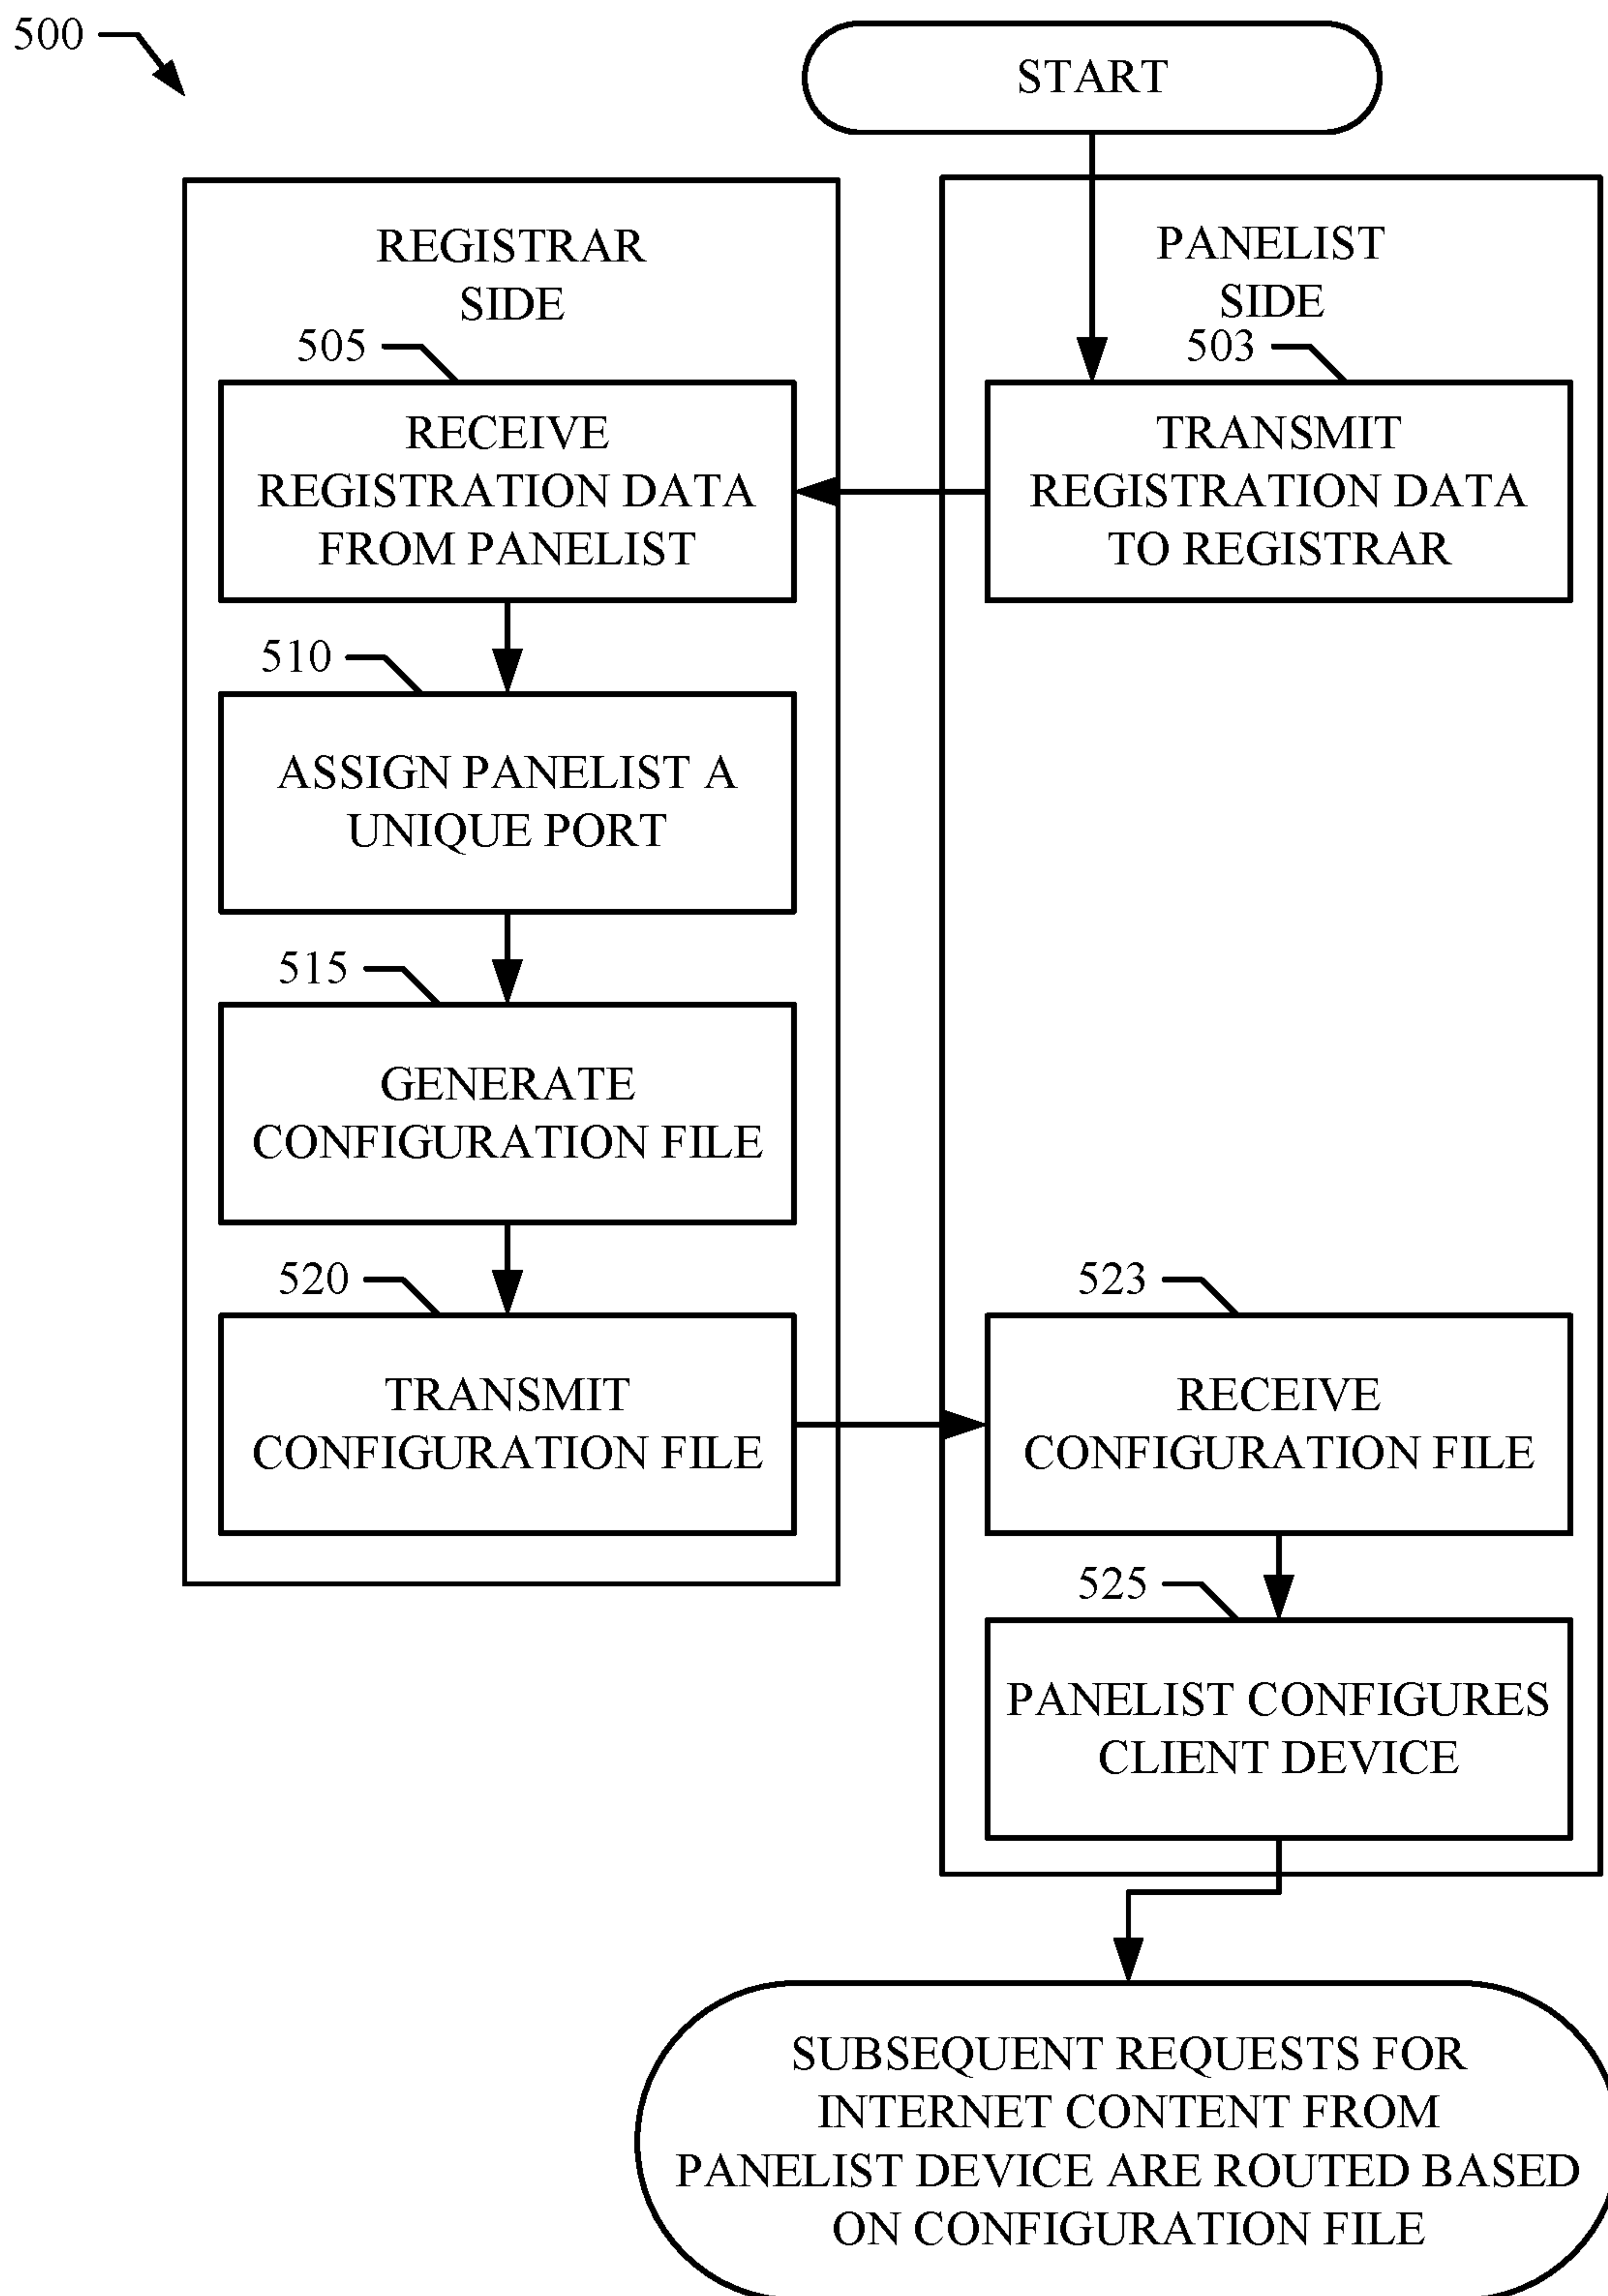 500
START
REGISTRAR
SIDE
PANELIST
SIDE
505
RECEIVE
REGISTRATION DATA
FROM PANELIST
503
TRANSMIT
REGISTRATION DATA
TO REGISTRAR
510
ASSIGN PANELIST A
UNIQUE PORT
515
GENERATE
CONFIGURATION FILE
520
TRANSMIT
CONFIGURATION FILE
523
RECEIVE
CONFIGURATION FILE
525
PANELIST CONFIGURES
CLIENT DEVICE
SUBSEQUENT REQUESTS FOR
INTERNET CONTENT FROM
PANELIST DEVICE ARE ROUTED BASED
ON CONFIGURATION FILE